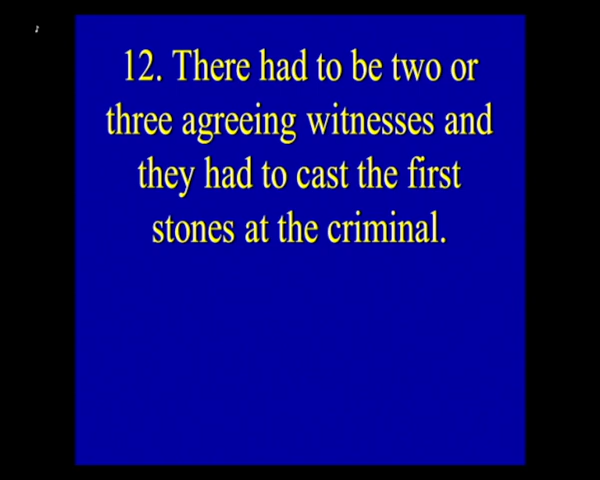 12. There had to be two or
three agreeing witnesses and
they had to cast the first
stones at the criminal.